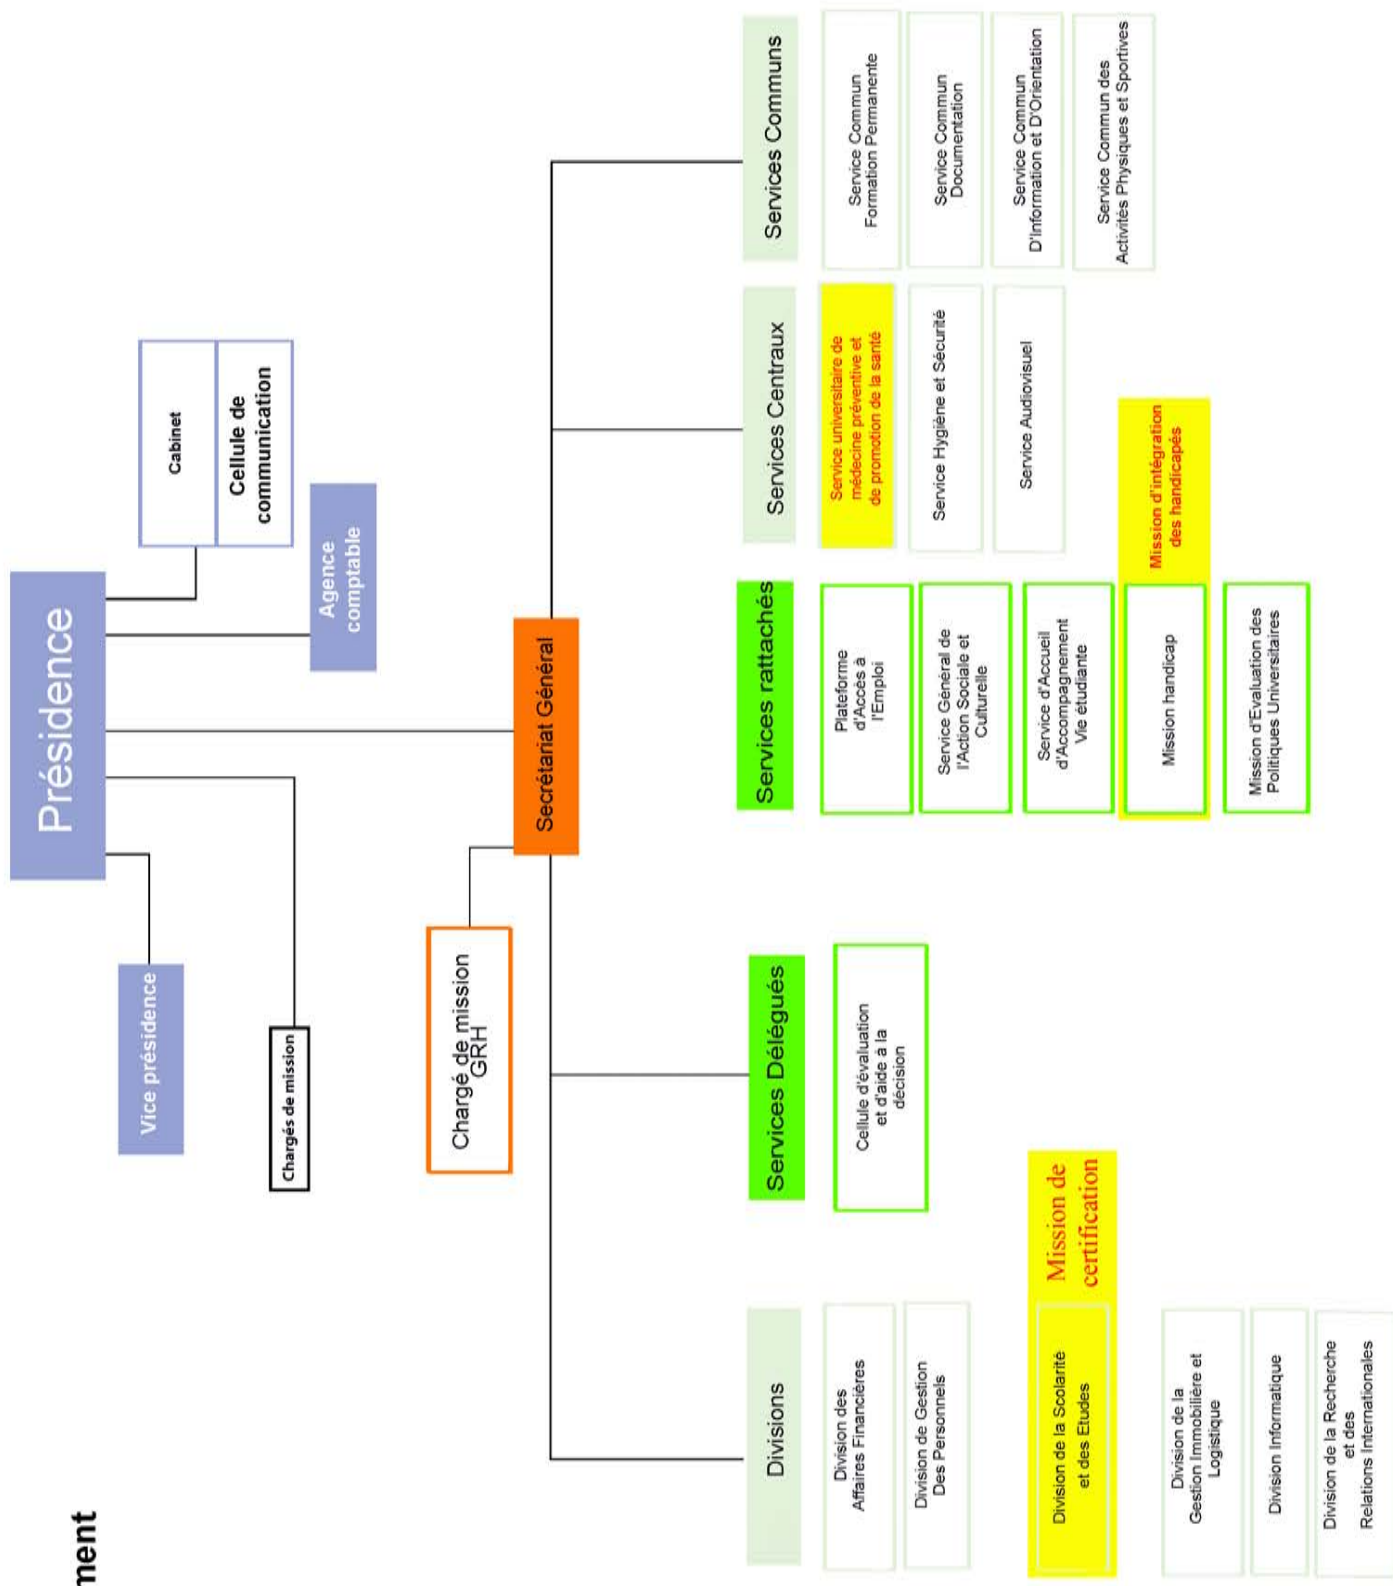 ment
Présidence
Vice présidence
Cabinet
Cellule de
communication
Chargés de mission
Agence
comptable
Chargé de mission
GRH
Secrétariat Général
Divisions
Division des
Affaires Financières
Division de Gestion
Des Personnels
Division de la Scolarité
et des Etudes
Mission de
certification
Division de la
Gestion Immobilière et
Logistique
Division Informatique
Division de la Recherche
et des
Relations Internationales
Services Délégués
Cellule d'évaluation
et d'aide à la
décision
Services rattachés
Plateforme
d'Accès à
l'Emploi
Service Général de
l'Action Sociale et
Culturelle
Service d'Accueil
d'Accompagnement
Vie étudiante
Mission handicap
Mission d'intégration
des handicapés
Mission d'Evaluation des
Politiques Universitaires
Services Centraux
Service universitaire de
médecine préventive et
de promotion de la santé
Service Hygiène et Sécurité
Service Audiovisuel
Services Communs
Service Commun
Formation Permanente
Service Commun
Documentation
Service Commun
D'Information et D'Orientation
Service Commun des
Activités Physiques et Sportives